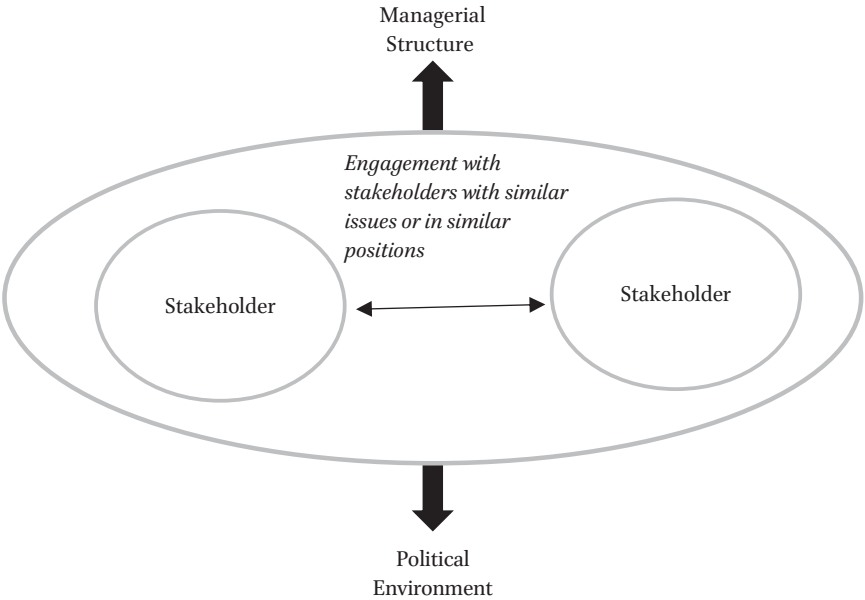 Managerial
Structure
Engagement with
stakeholders with similar
issues or in similar
positions
Stakeholder
Stakeholder
Political
Environment